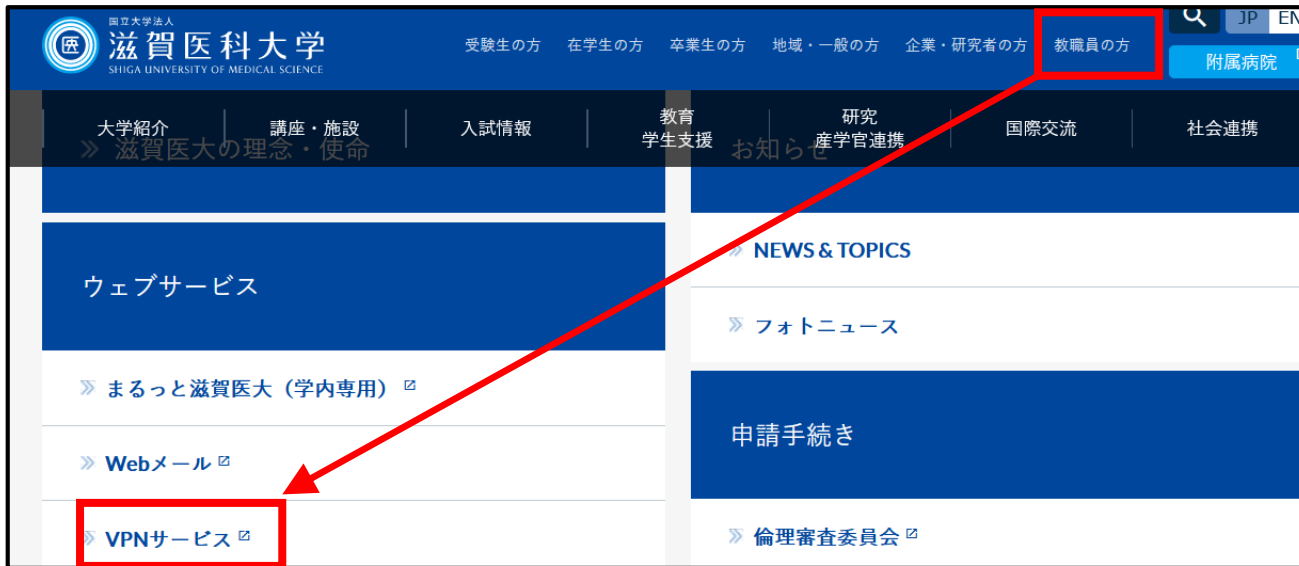 国立大学法人
滋賀医科大学
SHIGA UNIVERSITY OF MEDICAL SCIENCE
医
受験生の方 在学生の方 卒業生の方 地域・一般の方 企業・研究者の方 教職員の方
JP EN
附属病院
大学紹介 講座・施設 入試情報 教育 学生支援 研究 産学官連携 国際交流 社会連携
» 滋賀医大の理念・使命
お知らせ
ウェブサービス
» まるっと滋賀医大（学内専用）
» Webメール
» VPNサービス
» NEWS & TOPICS
» フォトニュース
申請手続き
» 倫理審査委員会